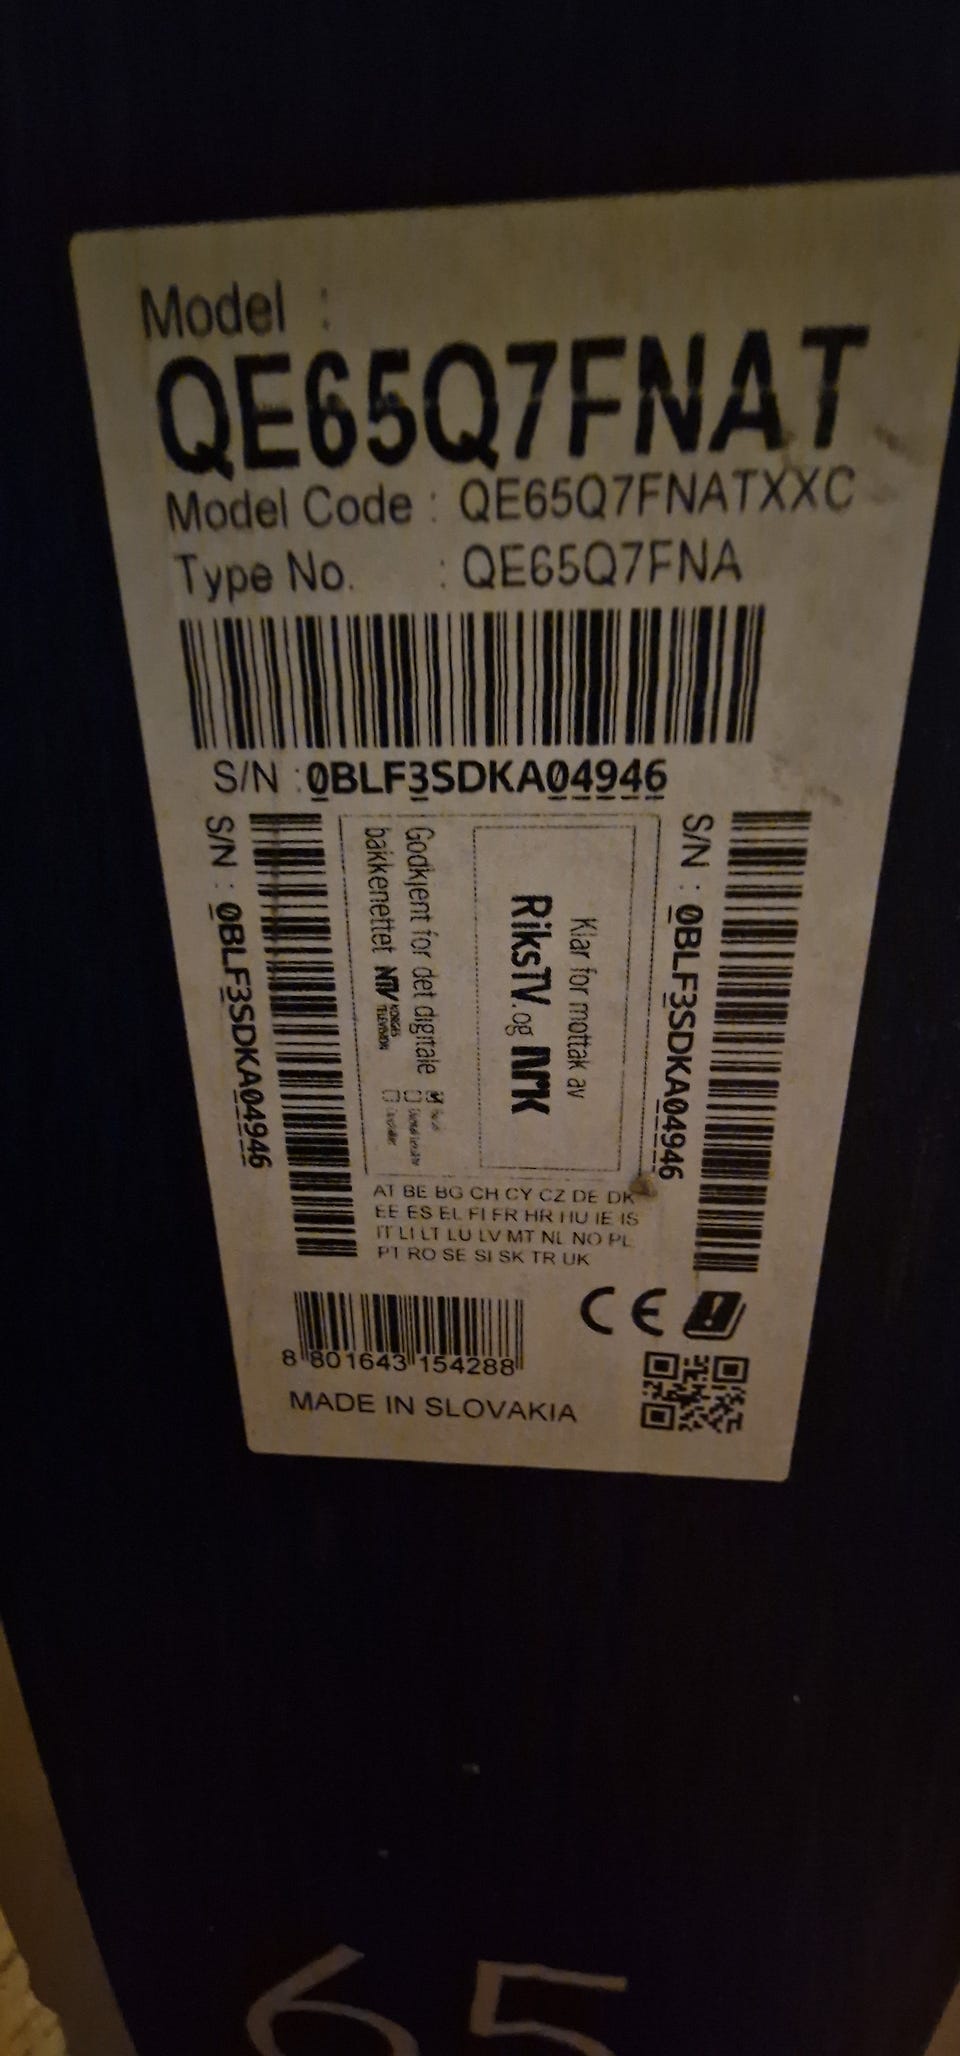 Model :
QE65Q7FNAT
Model Code : QE65Q7FNATXXC
Type No. : QE65Q7FNA
S/N : 0BLF3SDKA04946
S/N : 0BLF3SDKA04946
Godkjent for det digitale
bakkenettet NTV NORGES
TELEVISION
Klar for mottak av
RiksTV og NRK
S/N : 0BLF3SDKA04946
AT BE BG CH CY CZ DE DK
EE ES EL FI FR HR HU IE IS
IT LI LT LU LV MT NL NO PL
PT RO SE SI SK TR UK
CE
8 801643 154288
MADE IN SLOVAKIA
65